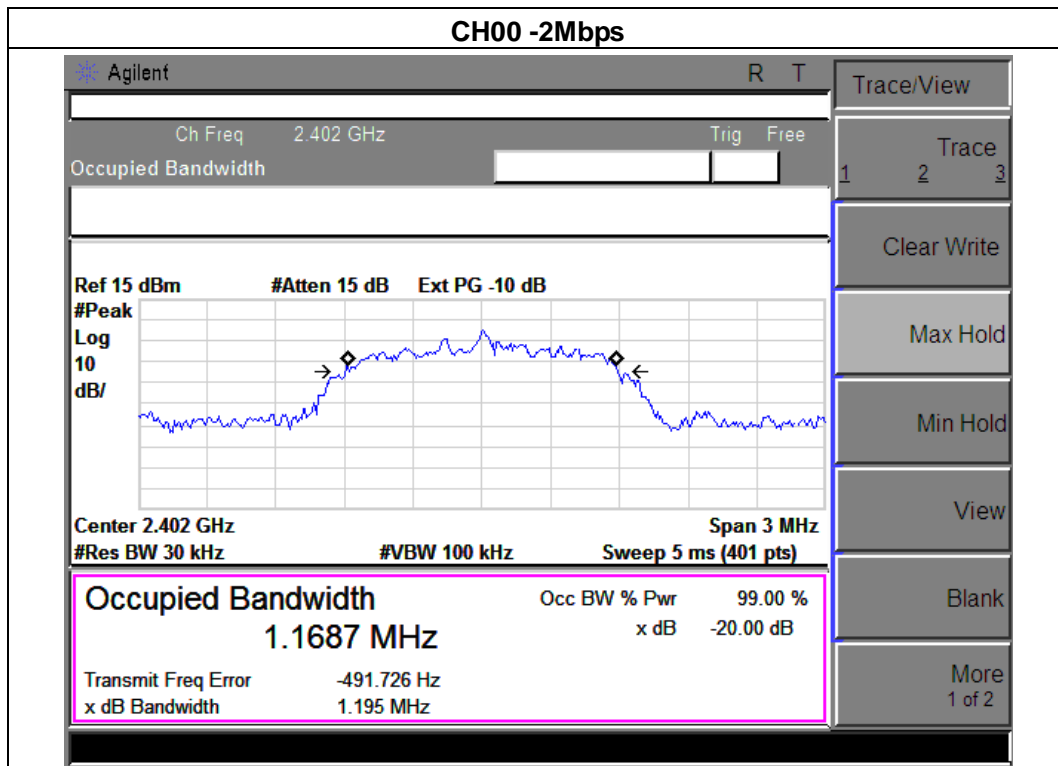 CH00 -2Mbps
Agilent R T
Ch Freq 2.402 GHz Trig Free
Occupied Bandwidth
Ref 15 dBm #Atten 15 dB Ext PG -10 dB
#Peak
Log
10
dB/
Center 2.402 GHz Span 3 MHz
#Res BW 30 kHz #VBW 100 kHz Sweep 5 ms (401 pts)
Occupied Bandwidth Occ BW % Pwr 99.00 %
1.1687 MHz x dB -20.00 dB
Transmit Freq Error -491.726 Hz
x dB Bandwidth 1.195 MHz
Trace/View
Trace
1 2 3
Clear Write
Max Hold
Min Hold
View
Blank
More
1 of 2